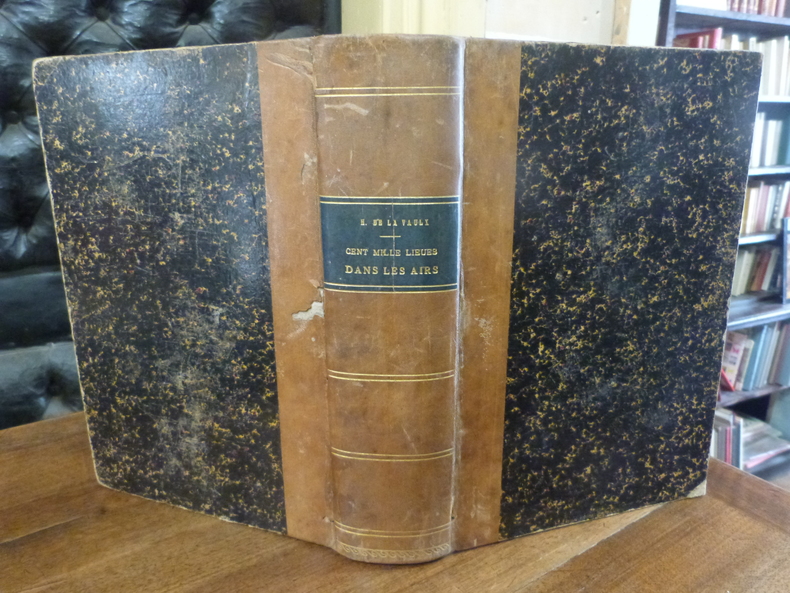 H. DE LA VAULX
CENT MILLE LIEUES
DANS LES AIRS